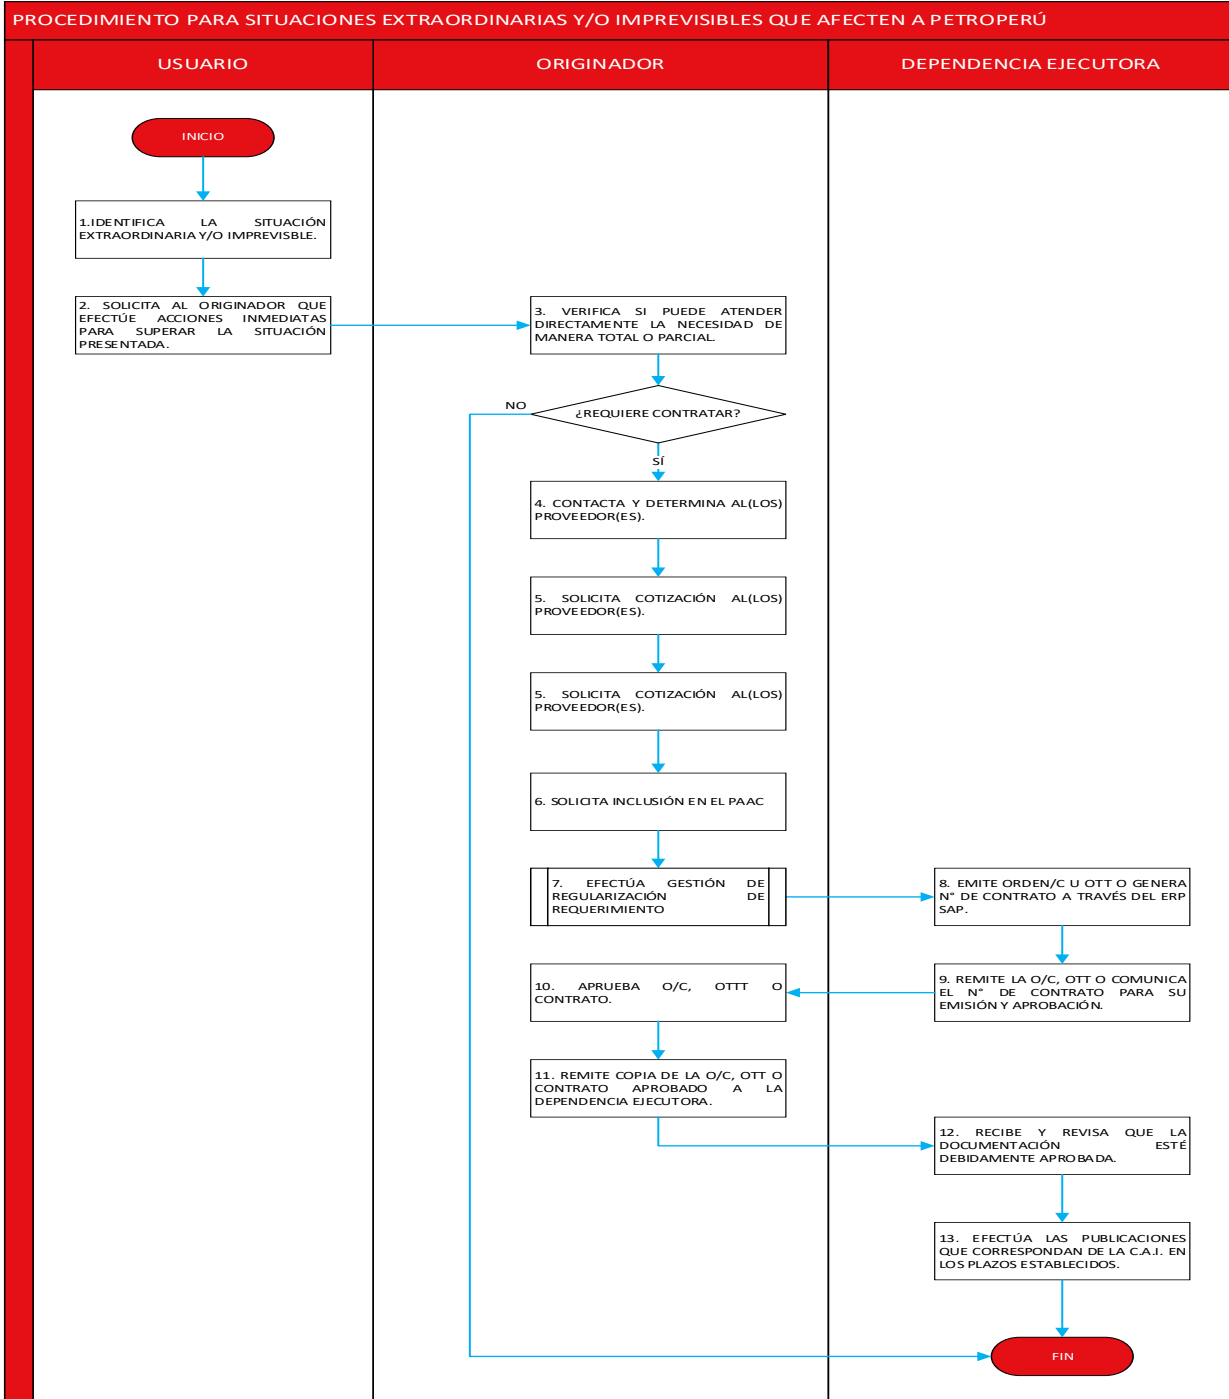 PROCEDIMIENTO PARA SITUACIONES EXTRAORDINARIAS Y/O IMPREVISIBLES QUE AFECTEN A PETROPERÚ
USUARIO
ORIGINADOR
DEPENDENCIA EJECUTORA
INICIO
1.IDENTIFICA LA SITUACIÓN
EXTRAORDINARIA Y/O IMPREVISBLE.
2. SOLICITA AL ORIGINADOR QUE
EFECTÚE ACCIONES INMEDIATAS
PARA SUPERAR LA SITUACIÓN
PRESENTADA.
3. VERIFICA SI PUEDE ATENDER
DIRECTAMENTE LA NECESIDAD DE
MANERA TOTAL O PARCIAL.
NO
¿REQUIERE CONTRATAR?
SÍ
4. CONTACTA Y DETERMINA AL(LOS)
PROVEEDOR(ES).
5. SOLICITA COTIZACIÓN AL(LOS)
PROVEEDOR(ES).
5. SOLICITA COTIZACIÓN AL(LOS)
PROVEEDOR(ES).
6. SOLICITA INCLUSIÓN EN EL PAAC
7. EFECTÚA GESTIÓN DE
REGULARIZACIÓN DE
REQUERIMIENTO
8. EMITE ORDEN/C U OTT O GENERA
N° DE CONTRATO A TRAVÉS DEL ERP
SAP.
9. REMITE LA O/C, OTT O COMUNICA
EL N° DE CONTRATO PARA SU
EMISIÓN Y APROBACIÓN.
10. APRUEBA O/C, OTTT O
CONTRATO.
11. REMITE COPIA DE LA O/C, OTT O
CONTRATO APROBADO A LA
DEPENDENCIA EJECUTORA.
12. RECIBE Y REVISA QUE LA
DOCUMENTACIÓN ESTÉ
DEBIDAMENTE APROBADA.
13. EFECTÚA LAS PUBLICACIONES
QUE CORRESPONDAN DE LA C.A.I. EN
LOS PLAZOS ESTABLECIDOS.
FIN